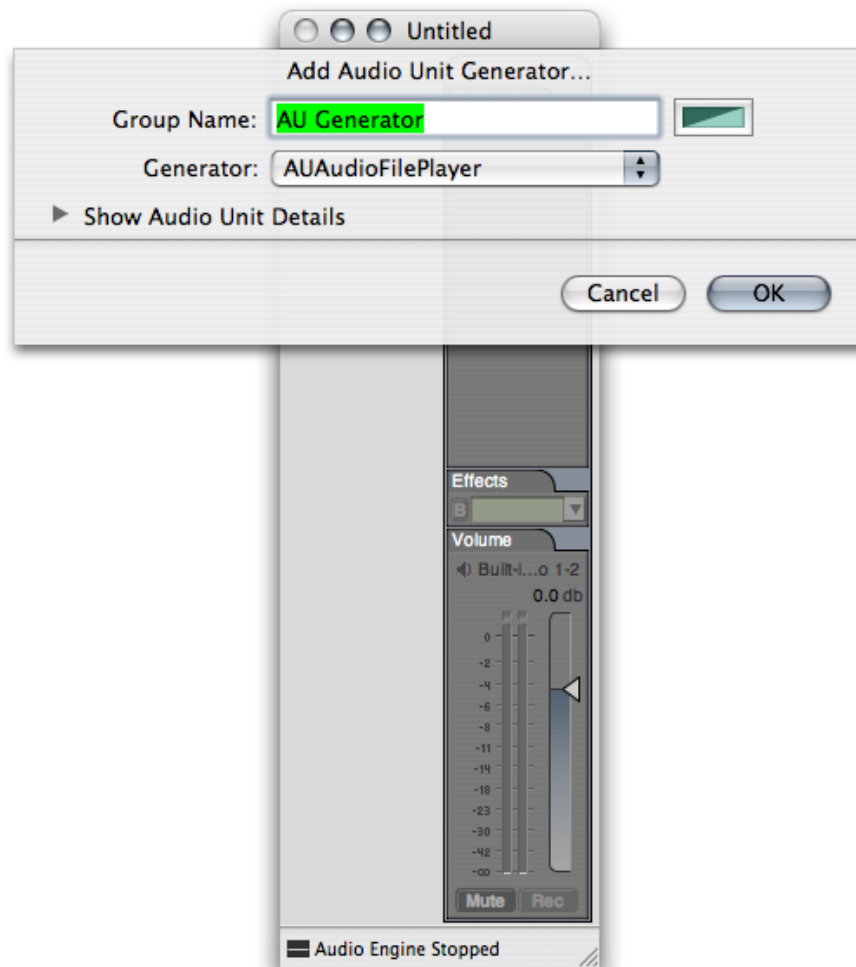 Untitled
Add Audio Unit Generator...
Group Name: AU Generator
Generator: AUAudioFilePlayer
Show Audio Unit Details
Cancel OK
Effects
B
Volume
Built-i...o 1-2
0.0 db
0
-2
-4
-6
-8
-11
-14
-18
-23
-30
-42
-∞
Mute Rec
Audio Engine Stopped